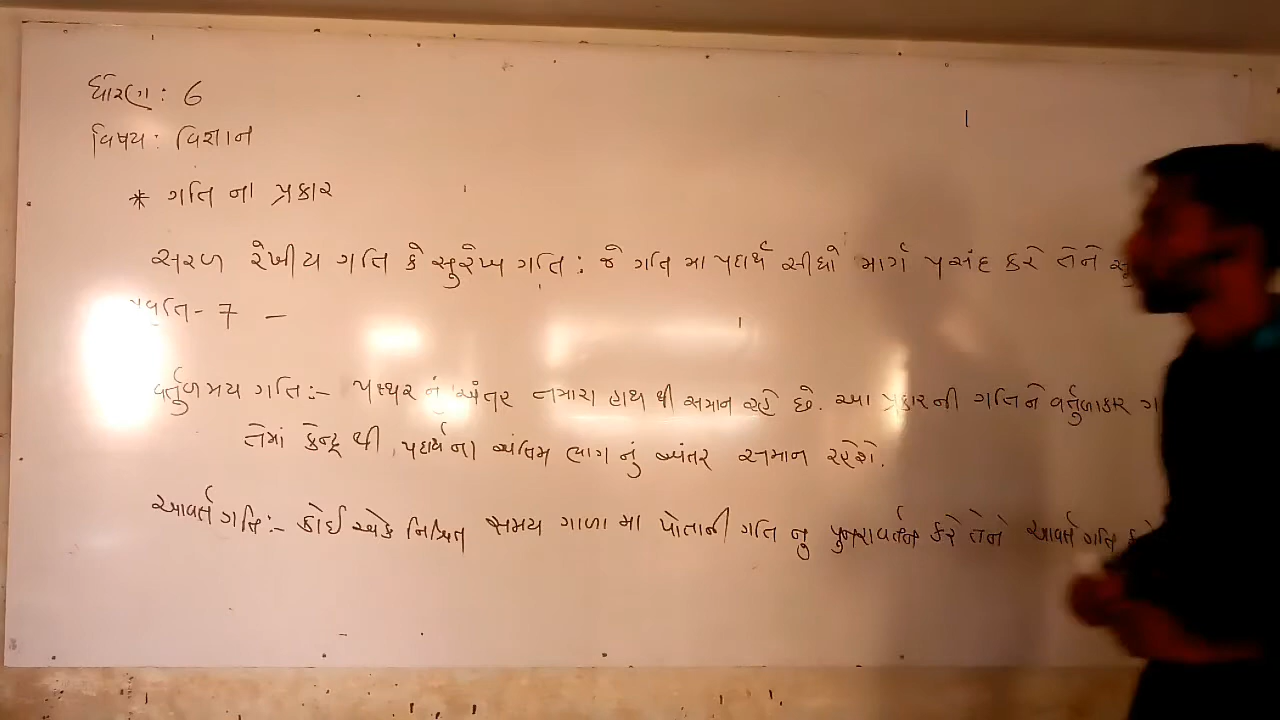 ધોરણ : 6
વિષય : વિજ્ઞાન
* ગતિ ના પ્રકાર
સરળ રેખીય ગતિ કે સુરેખ ગતિ : જે ગતિ મા પદાર્થ સીધો માર્ગ પસંદ કરે તેને
- 7 -
વર્તુળમય ગતિ :- પથ્થર નું અંતર તમારા હાથ થી સમાન રહે છે. આ પ્રકારની ગતિને વર્તુળાકાર
તેમાં કેન્દ્ર થી પદાર્થના અંતિમ ભાગ નું અંતર સમાન રહેશે.
આવર્ત ગતિ :- કોઈ એક નિશ્ચિત સમય ગાળા મા પોતાની ગતિ નુ પુનરાવર્તન કરે તેને આવર્ત ગતિ